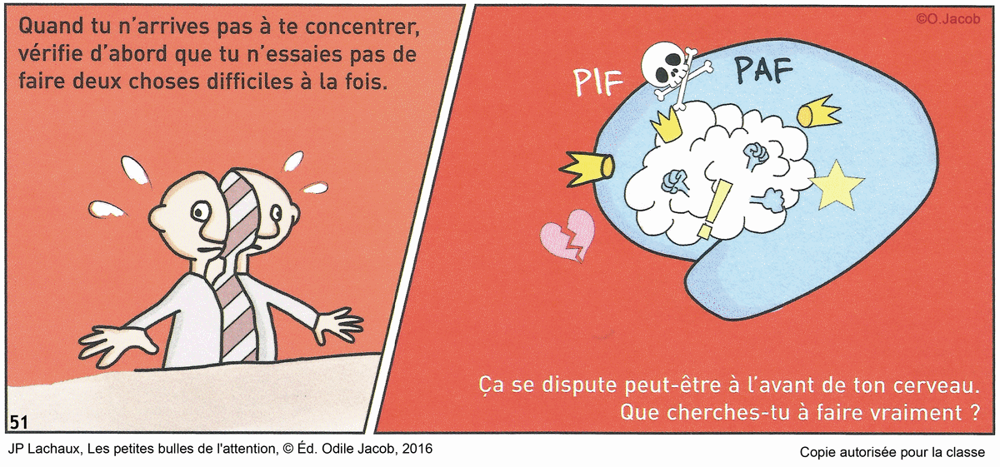 Quand tu n'arrives pas à te concentrer,
vérifie d'abord que tu n'essaies pas de
faire deux choses difficiles à la fois.
51
©O.Jacob
PIF
PAF
Ça se dispute peut-être à l'avant de ton cerveau.
Que cherches-tu à faire vraiment ?
JP Lachaux, Les petites bulles de l'attention, © Éd. Odile Jacob, 2016
Copie autorisée pour la classe